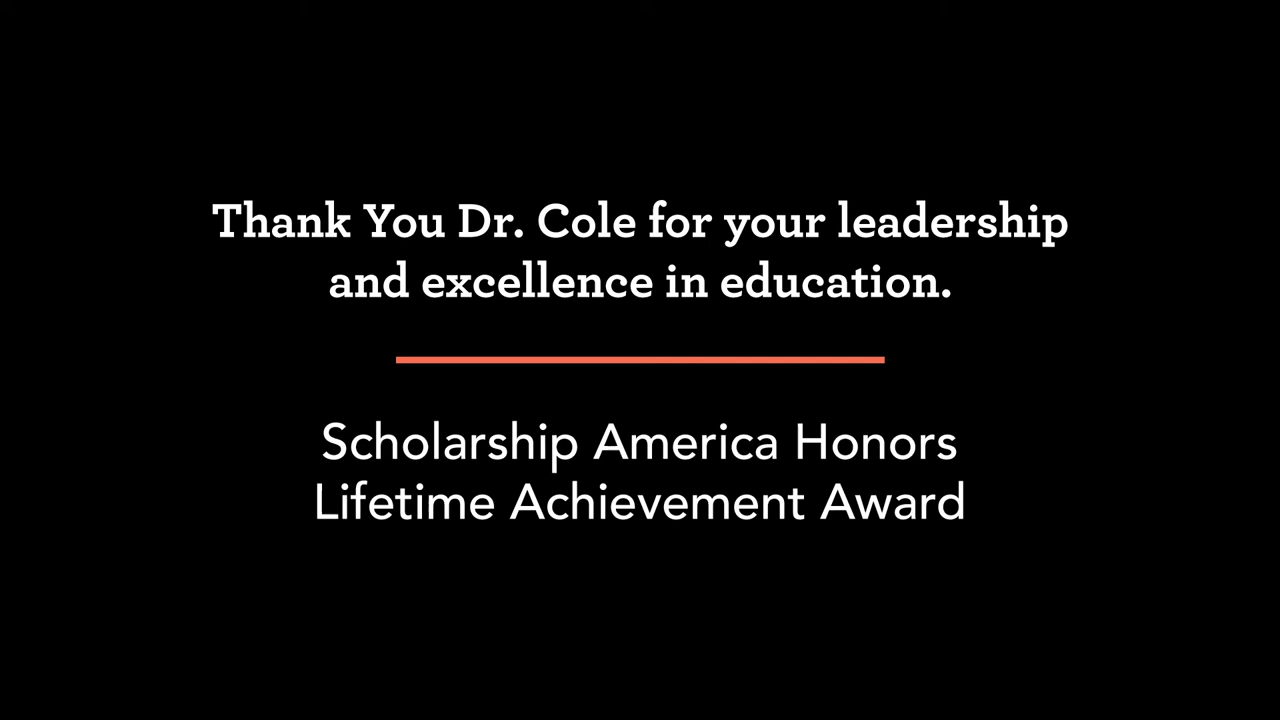 Thank You Dr. Cole for your leadership
and excellence in education.
Scholarship America Honors
Lifetime Achievement Award